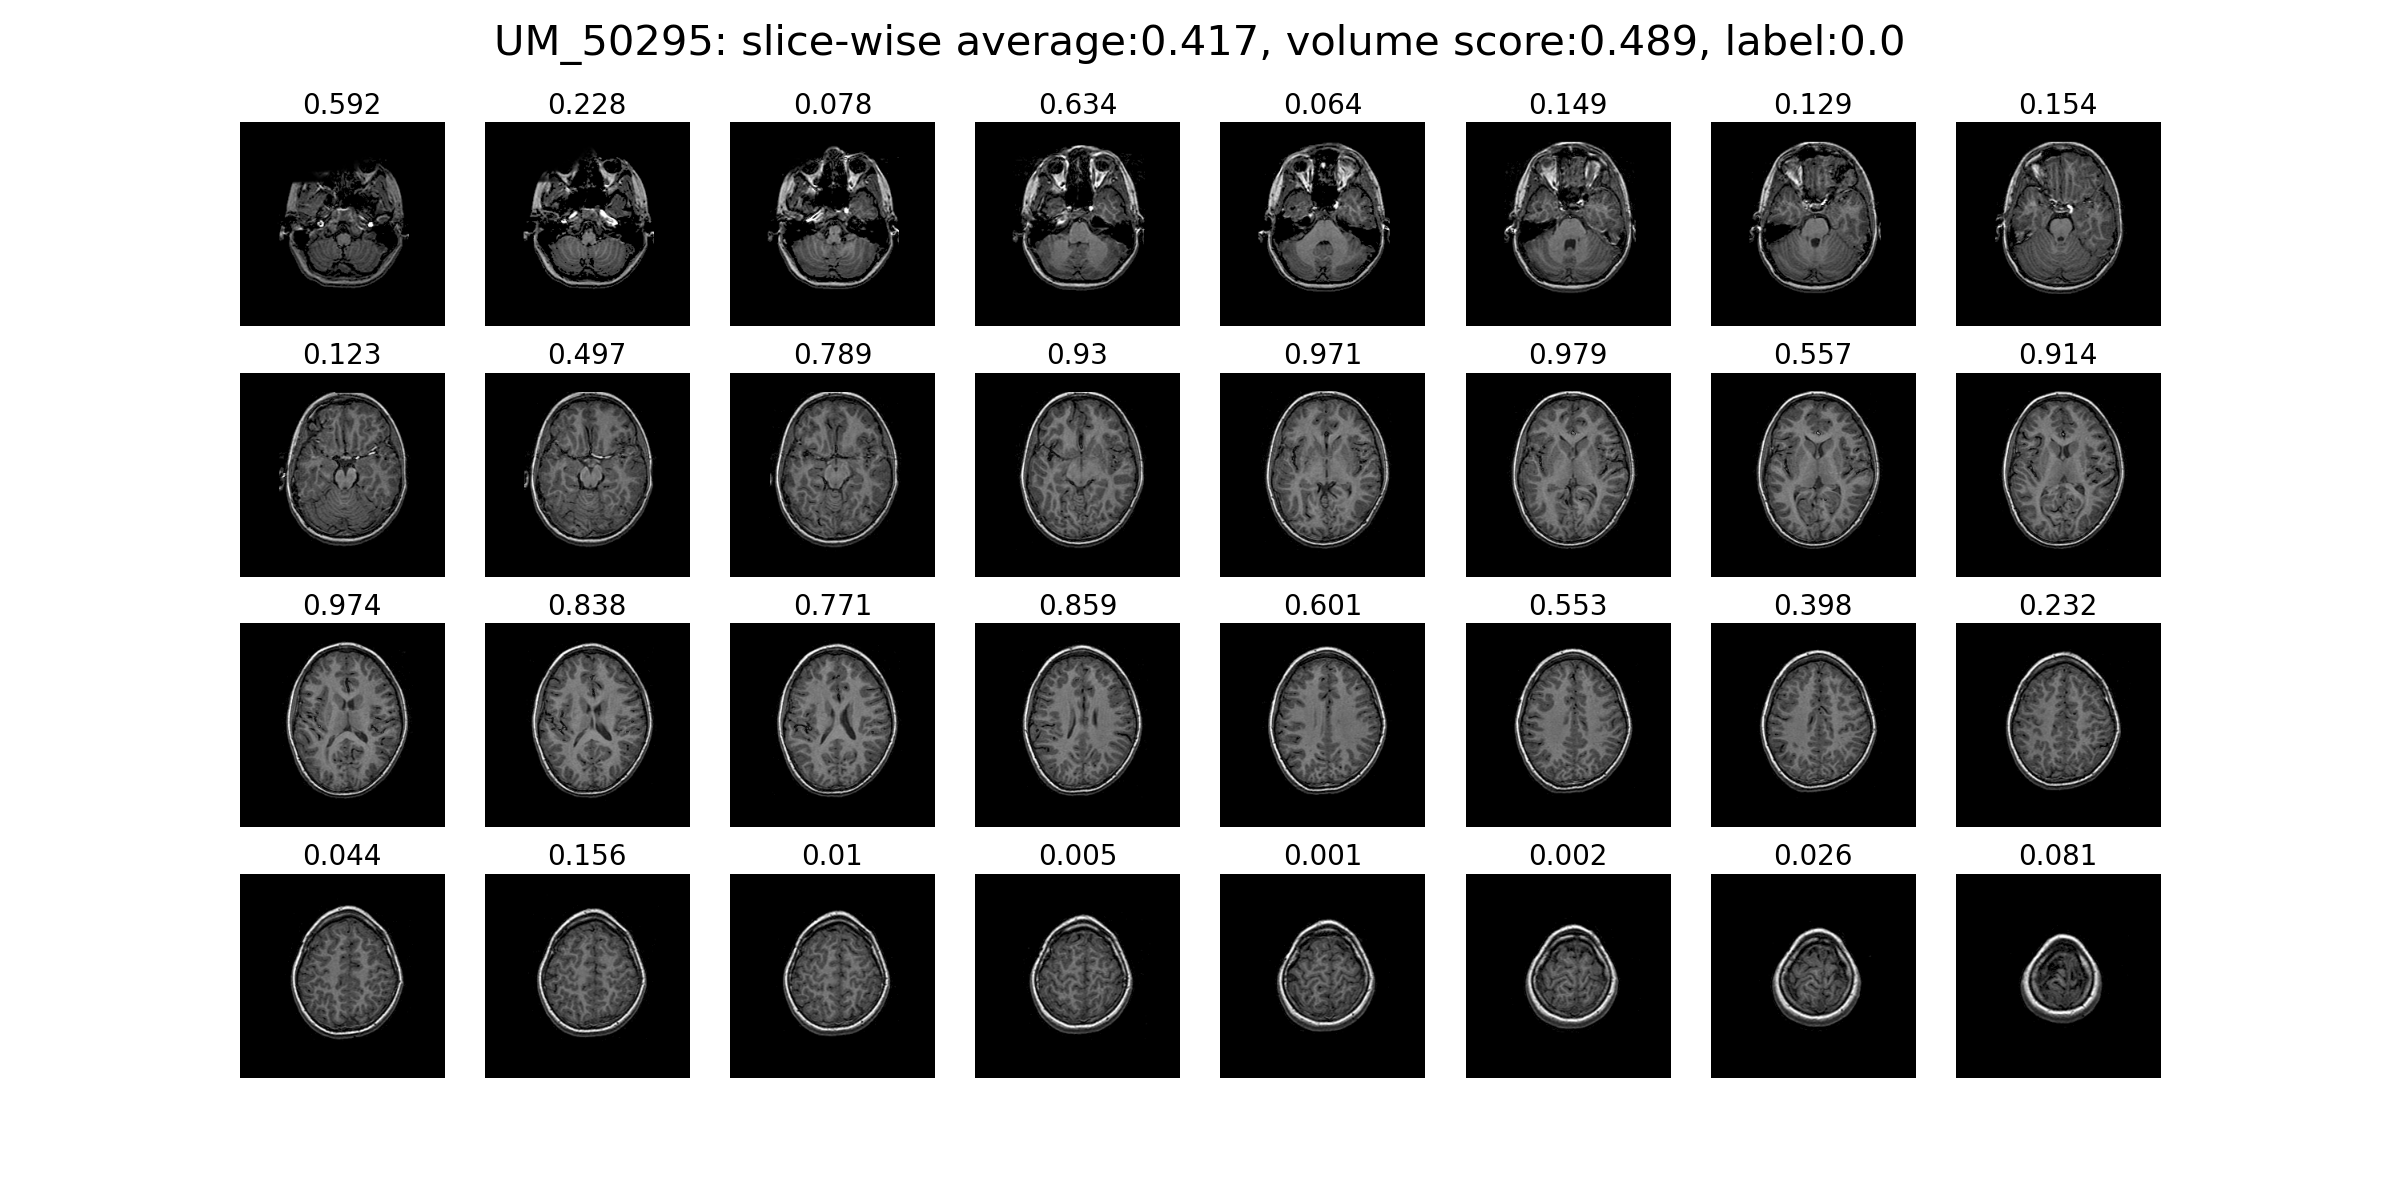 UM_50295: slice-wise average:0.417, volume score:0.489, label:0.0
0.592 0.228 0.078 0.634 0.064 0.149 0.129 0.154
0.123 0.497 0.789 0.93 0.971 0.979 0.557 0.914
0.974 0.838 0.771 0.859 0.601 0.553 0.398 0.232
0.044 0.156 0.01 0.005 0.001 0.002 0.026 0.081